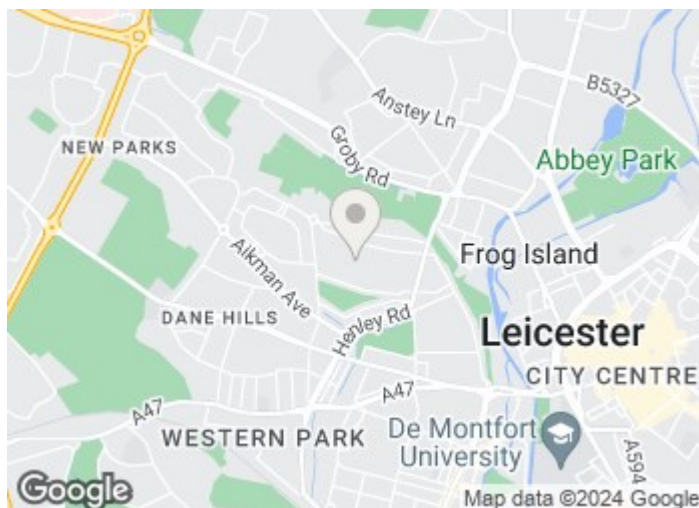 B5327
Anstey Ln
NEW PARKS
Groby Rd
Abbey Park
Aikman Ave
Frog Island
DANE HILLS
Henley Rd
Leicester
CITY CENTRE
A47
A47
WESTERN PARK
De Montfort
University
A594
Google
Map data ©2024 Google